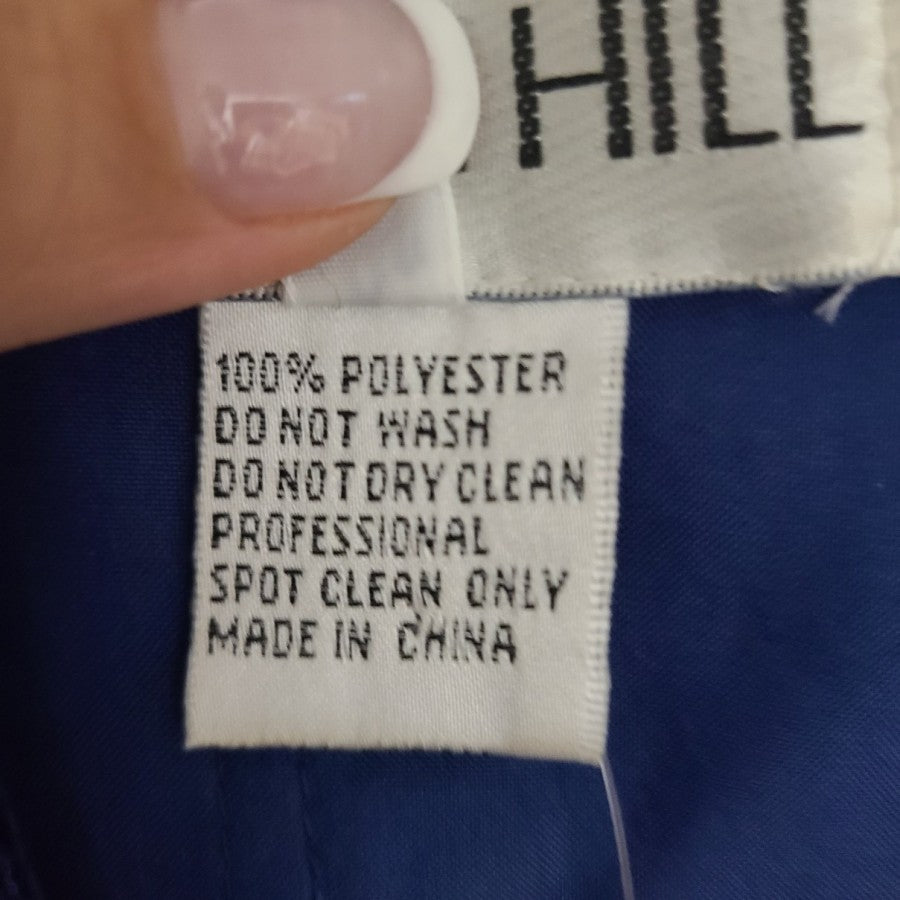 HILL
100% POLYESTER
DO NOT WASH
DO NOT DRY CLEAN
PROFESSIONAL
SPOT CLEAN ONLY
MADE IN CHINA